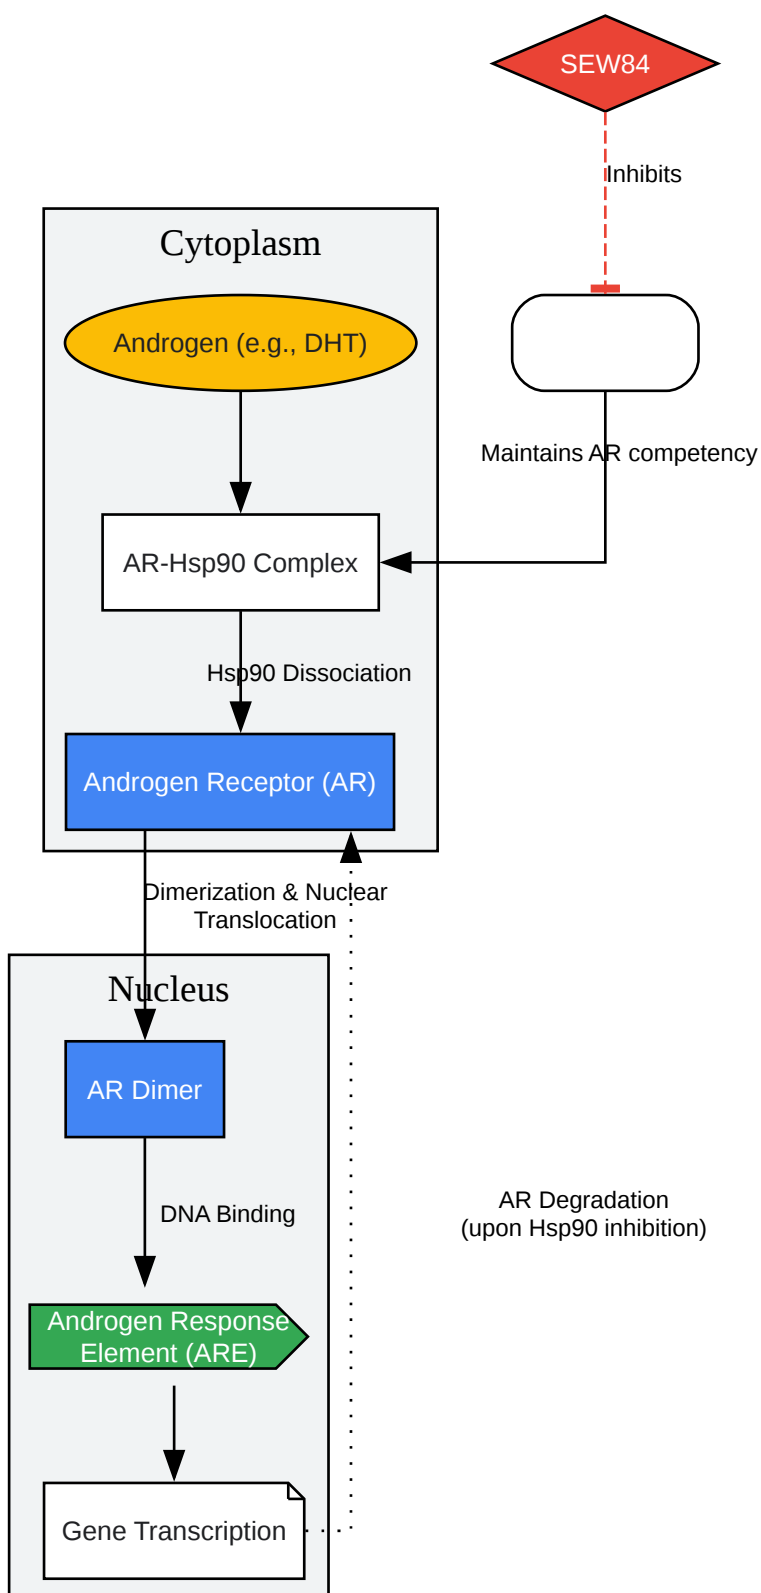 SEW84
Inhibits
Cytoplasm
Androgen (e.g., DHT)
Maintains AR competency
AR-Hsp90 Complex
Hsp90 Dissociation
Androgen Receptor (AR)
Dimerization & Nuclear
Translocation
Nucleus
AR Dimer
DNA Binding
AR Degradation
(upon Hsp90 inhibition)
Androgen Response
Element (ARE)
Gene Transcription